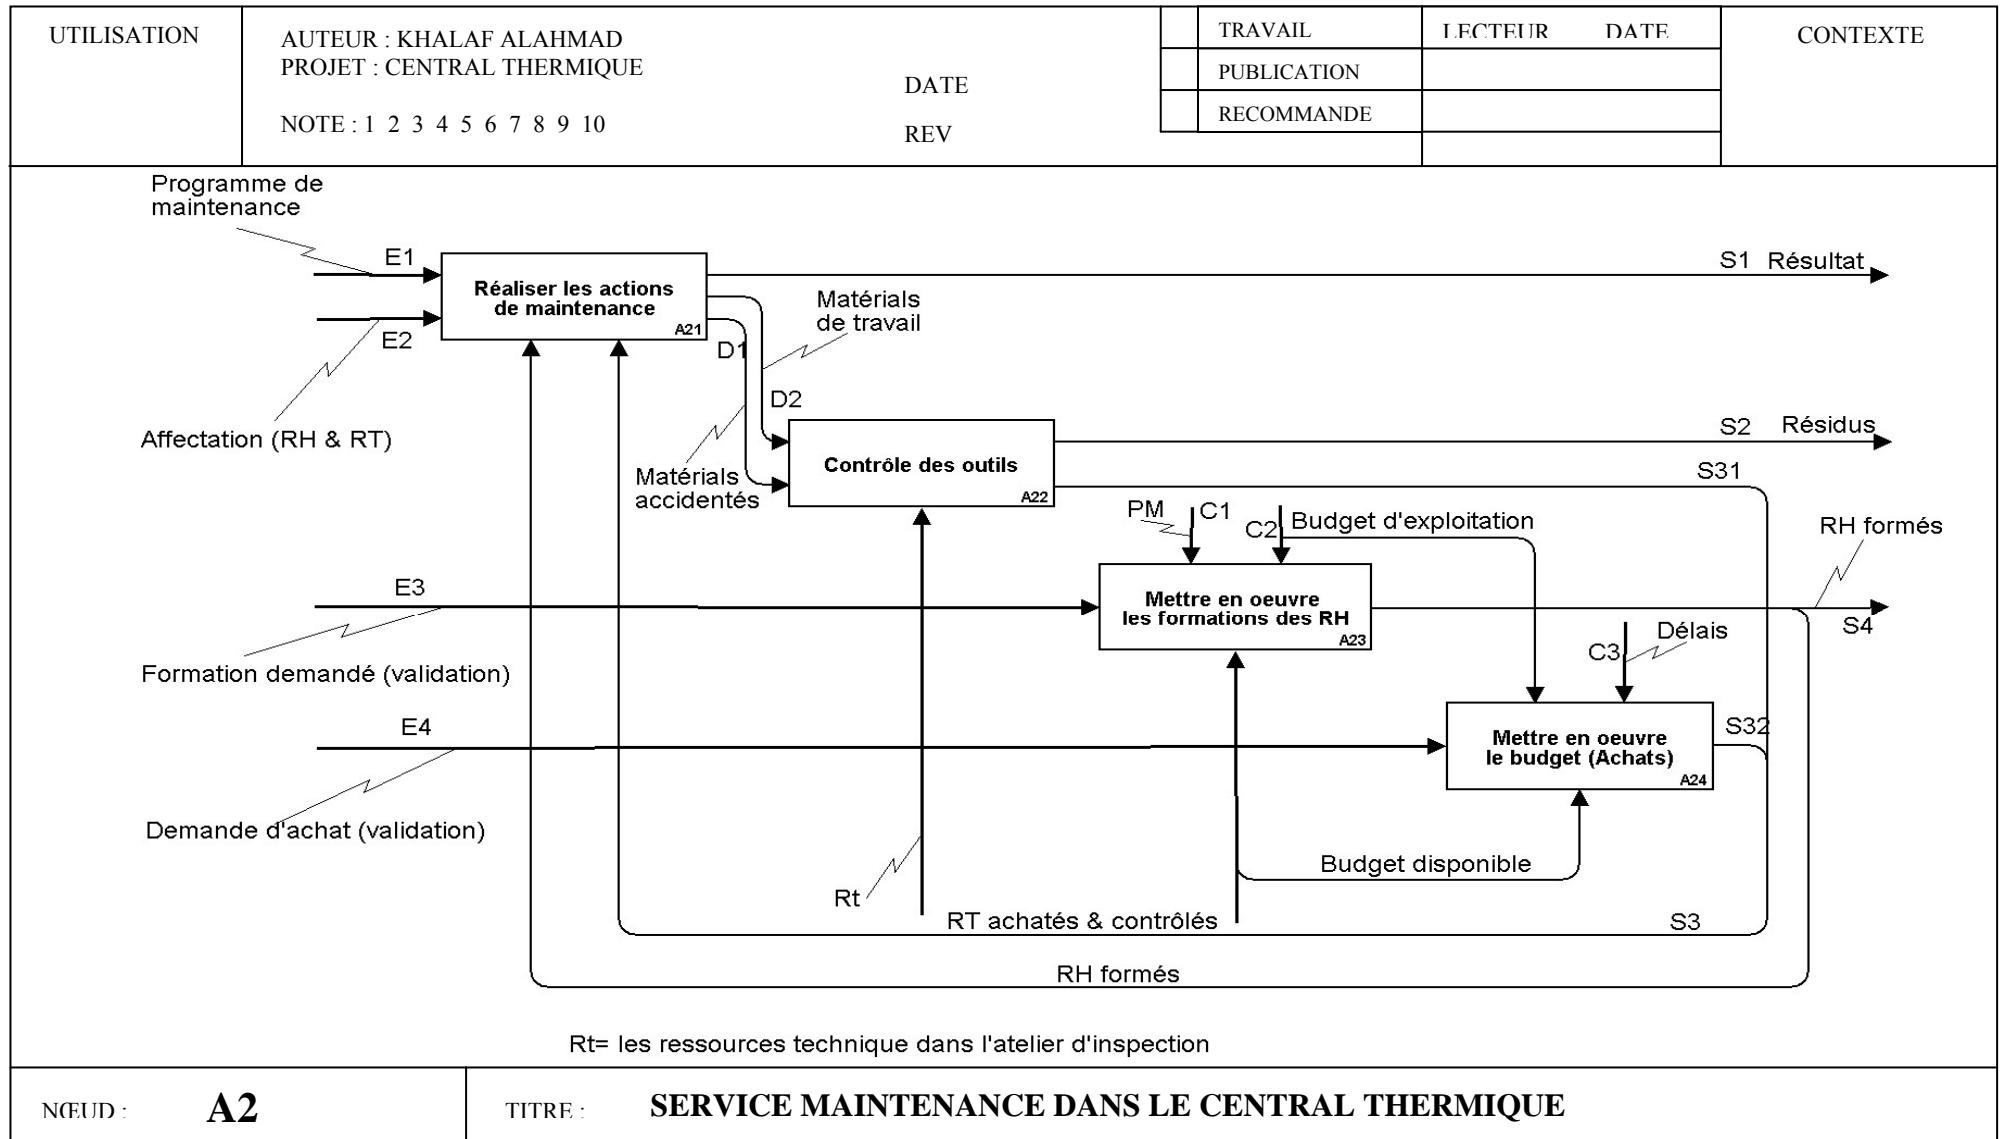 UTILISATION
AUTEUR : KHALAF ALAHMAD
PROJET : CENTRAL THERMIQUE
NOTE : 1 2 3 4 5 6 7 8 9 10
DATE
REV
TRAVAIL
PUBLICATION
RECOMMANDE
LECTEUR DATE
CONTEXTE
Programme de
maintenance
E1
E2
Affectation (RH & RT)
Réaliser les actions
de maintenance
A21
S1 Résultat
Matérials
de travail
D1
D2
Matérials
accidentés
Contrôle des outils
A22
S2 Résidus
S31
PM
C1
C2
Budget d'exploitation
RH formés
E3
Formation demandé (validation)
Mettre en oeuvre
les formations des RH
A23
S4
Délais
C3
E4
Demande d'achat (validation)
Mettre en oeuvre
le budget (Achats)
A24
S32
Budget disponible
Rt
RT achatés & contrôlés
S3
RH formés
Rt= les ressources technique dans l'atelier d'inspection
NŒUD : A2
TITRE : SERVICE MAINTENANCE DANS LE CENTRAL THERMIQUE